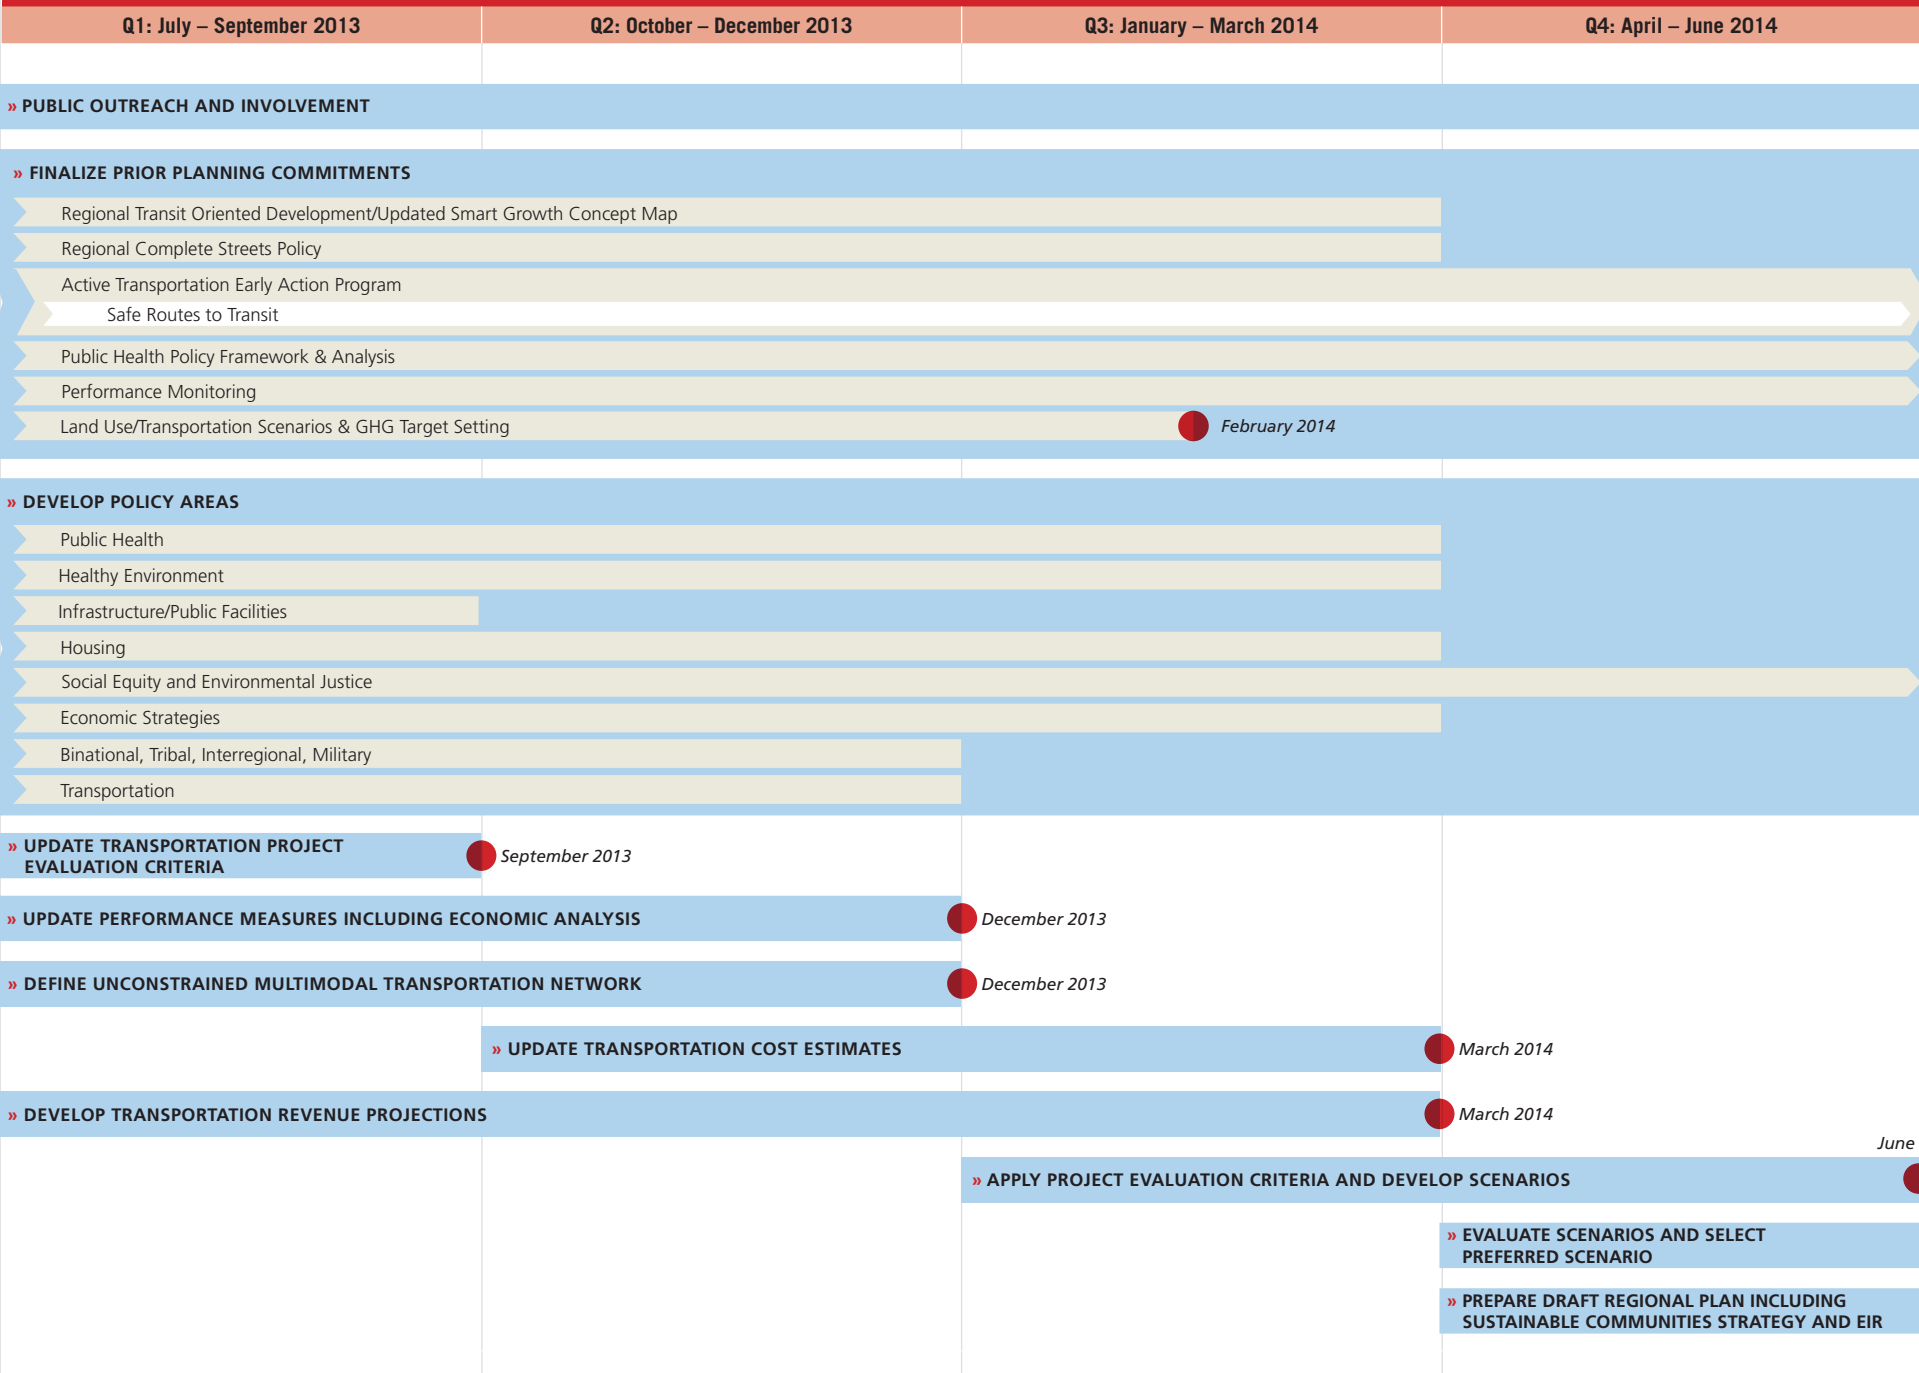 Q1: July – September 2013
Q2: October – December 2013
Q3: January – March 2014
Q4: April – June 2014
» PUBLIC OUTREACH AND INVOLVEMENT
» FINALIZE PRIOR PLANNING COMMITMENTS
Regional Transit Oriented Development/Updated Smart Growth Concept Map
Regional Complete Streets Policy
Active Transportation Early Action Program
Safe Routes to Transit
Public Health Policy Framework & Analysis
Performance Monitoring
Land Use/Transportation Scenarios & GHG Target Setting
February 2014
» DEVELOP POLICY AREAS
Public Health
Healthy Environment
Infrastructure/Public Facilities
Housing
Social Equity and Environmental Justice
Economic Strategies
Binational, Tribal, Interregional, Military
Transportation
» UPDATE TRANSPORTATION PROJECT
EVALUATION CRITERIA
September 2013
» UPDATE PERFORMANCE MEASURES INCLUDING ECONOMIC ANALYSIS
December 2013
» DEFINE UNCONSTRAINED MULTIMODAL TRANSPORTATION NETWORK
December 2013
» UPDATE TRANSPORTATION COST ESTIMATES
March 2014
» DEVELOP TRANSPORTATION REVENUE PROJECTIONS
March 2014
June
» APPLY PROJECT EVALUATION CRITERIA AND DEVELOP SCENARIOS
» EVALUATE SCENARIOS AND SELECT
PREFERRED SCENARIO
» PREPARE DRAFT REGIONAL PLAN INCLUDING
SUSTAINABLE COMMUNITIES STRATEGY AND EIR